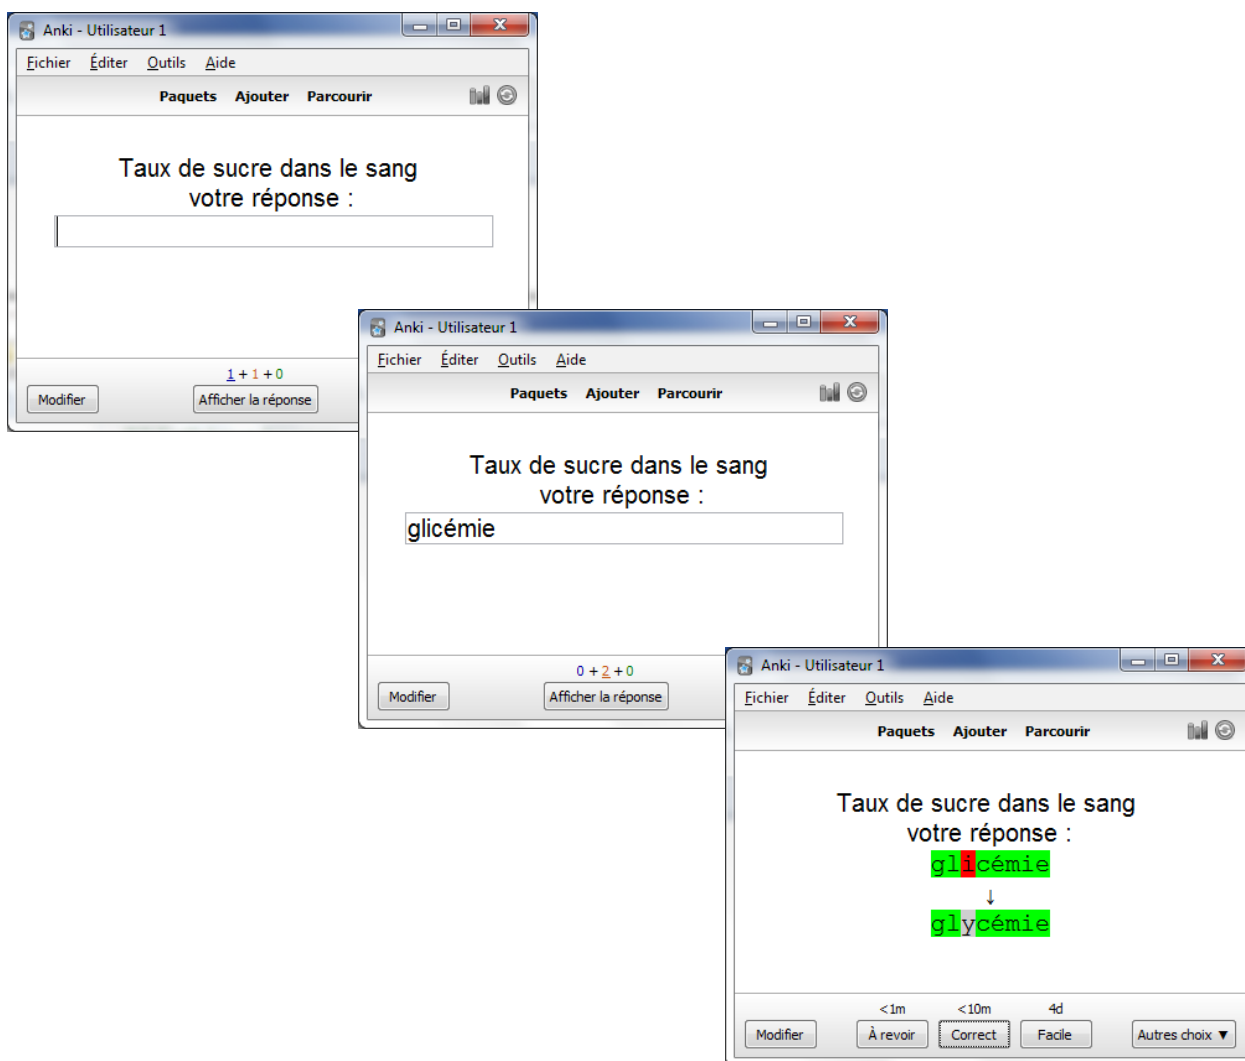 Anki - Utilisateur 1
Fichier Éditer Outils Aide
Paquets Ajouter Parcourir
Taux de sucre dans le sang
votre réponse :
1 + 1 + 0
Modifier Afficher la réponse
Anki - Utilisateur 1
Fichier Éditer Outils Aide
Paquets Ajouter Parcourir
Taux de sucre dans le sang
votre réponse :
glicémie
0 + 2 + 0
Modifier Afficher la réponse
Anki - Utilisateur 1
Fichier Éditer Outils Aide
Paquets Ajouter Parcourir
Taux de sucre dans le sang
votre réponse :
glicémie
↓
glycémie
<1m <10m 4d
Modifier À revoir Correct Facile Autres choix ▼